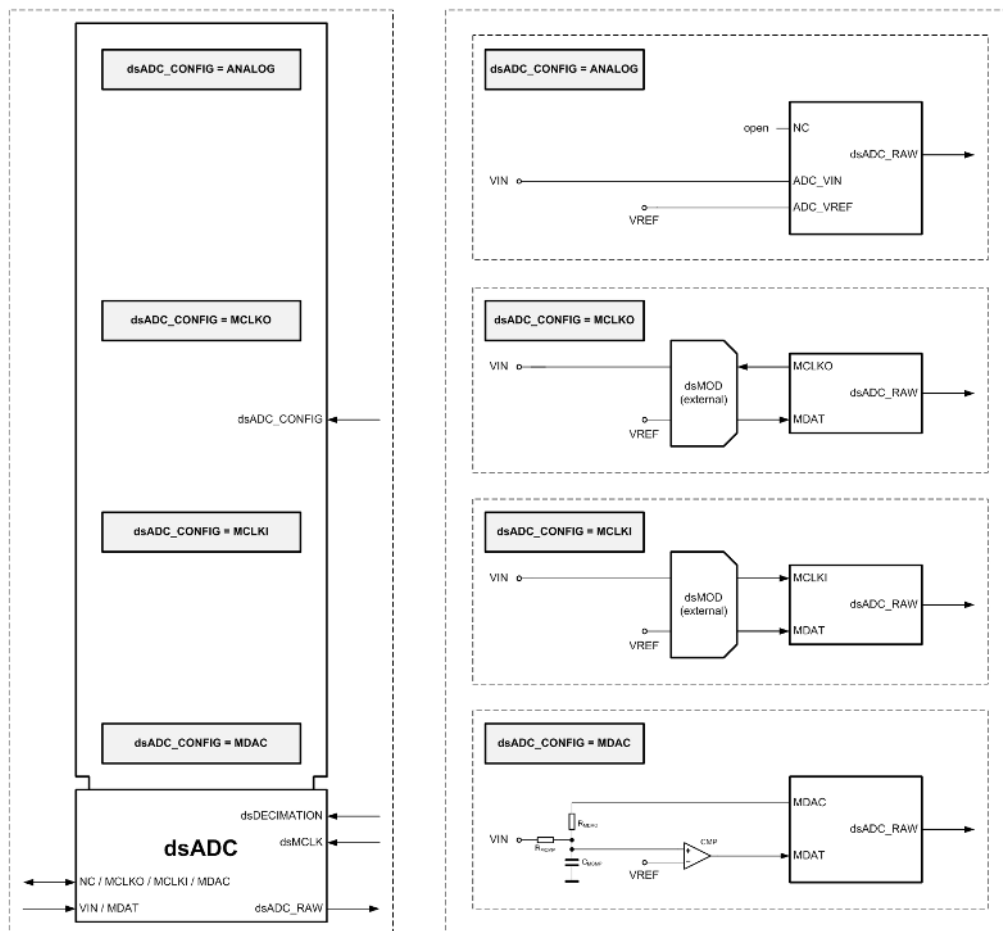 dsADC_CONFIG = ANALOG
dsADC_CONFIG = MCLKO
dsADC_CONFIG
dsADC_CONFIG = MCLKI
dsADC_CONFIG = MDAC
dsDECIMATION
dsADC
dsMCLK
NC / MCLKO / MCLKI / MDAC
VIN / MDAT
dsADC_RAW
dsADC_CONFIG = ANALOG
open
NC
dsADC_RAW
VIN
ADC_VIN
ADC_VREF
VREF
dsADC_CONFIG = MCLKO
VIN
dsMOD
(external)
MCLKO
dsADC_RAW
VREF
MDAT
dsADC_CONFIG = MCLKI
VIN
dsMOD
(external)
MCLKI
dsADC_RAW
VREF
MDAT
dsADC_CONFIG = MDAC
MDAC
dsADC_RAW
VIN
CMP
VREF
MDAT